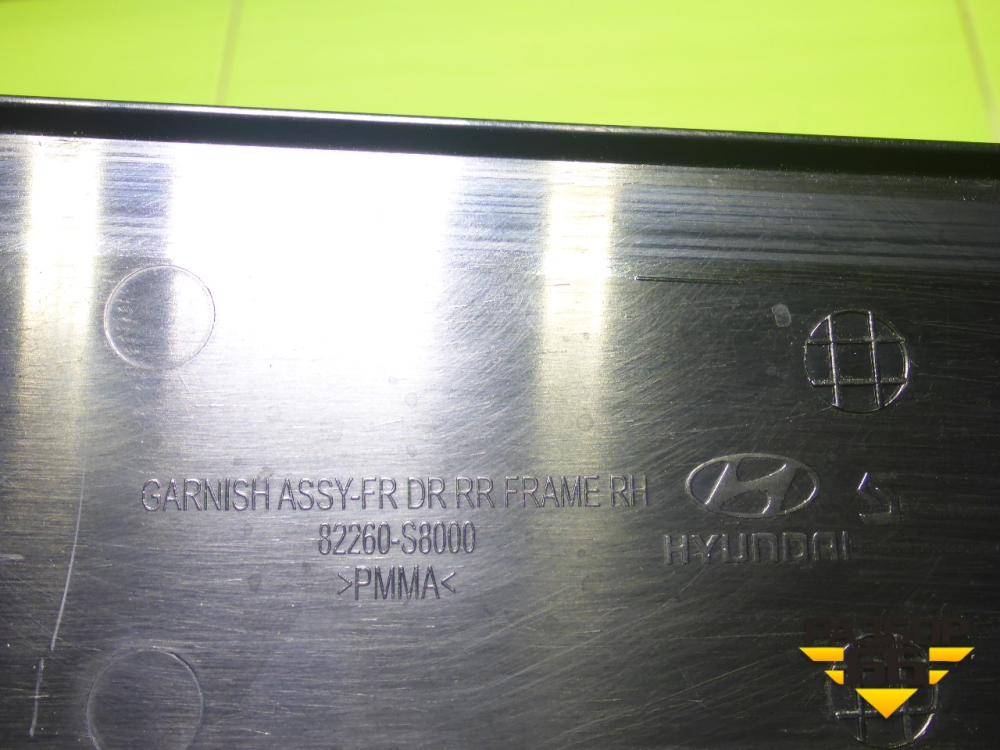 GARNISH ASSY-FR DR RR FRAME RH
82260-S8000
>PMMA<
HYUNDAI